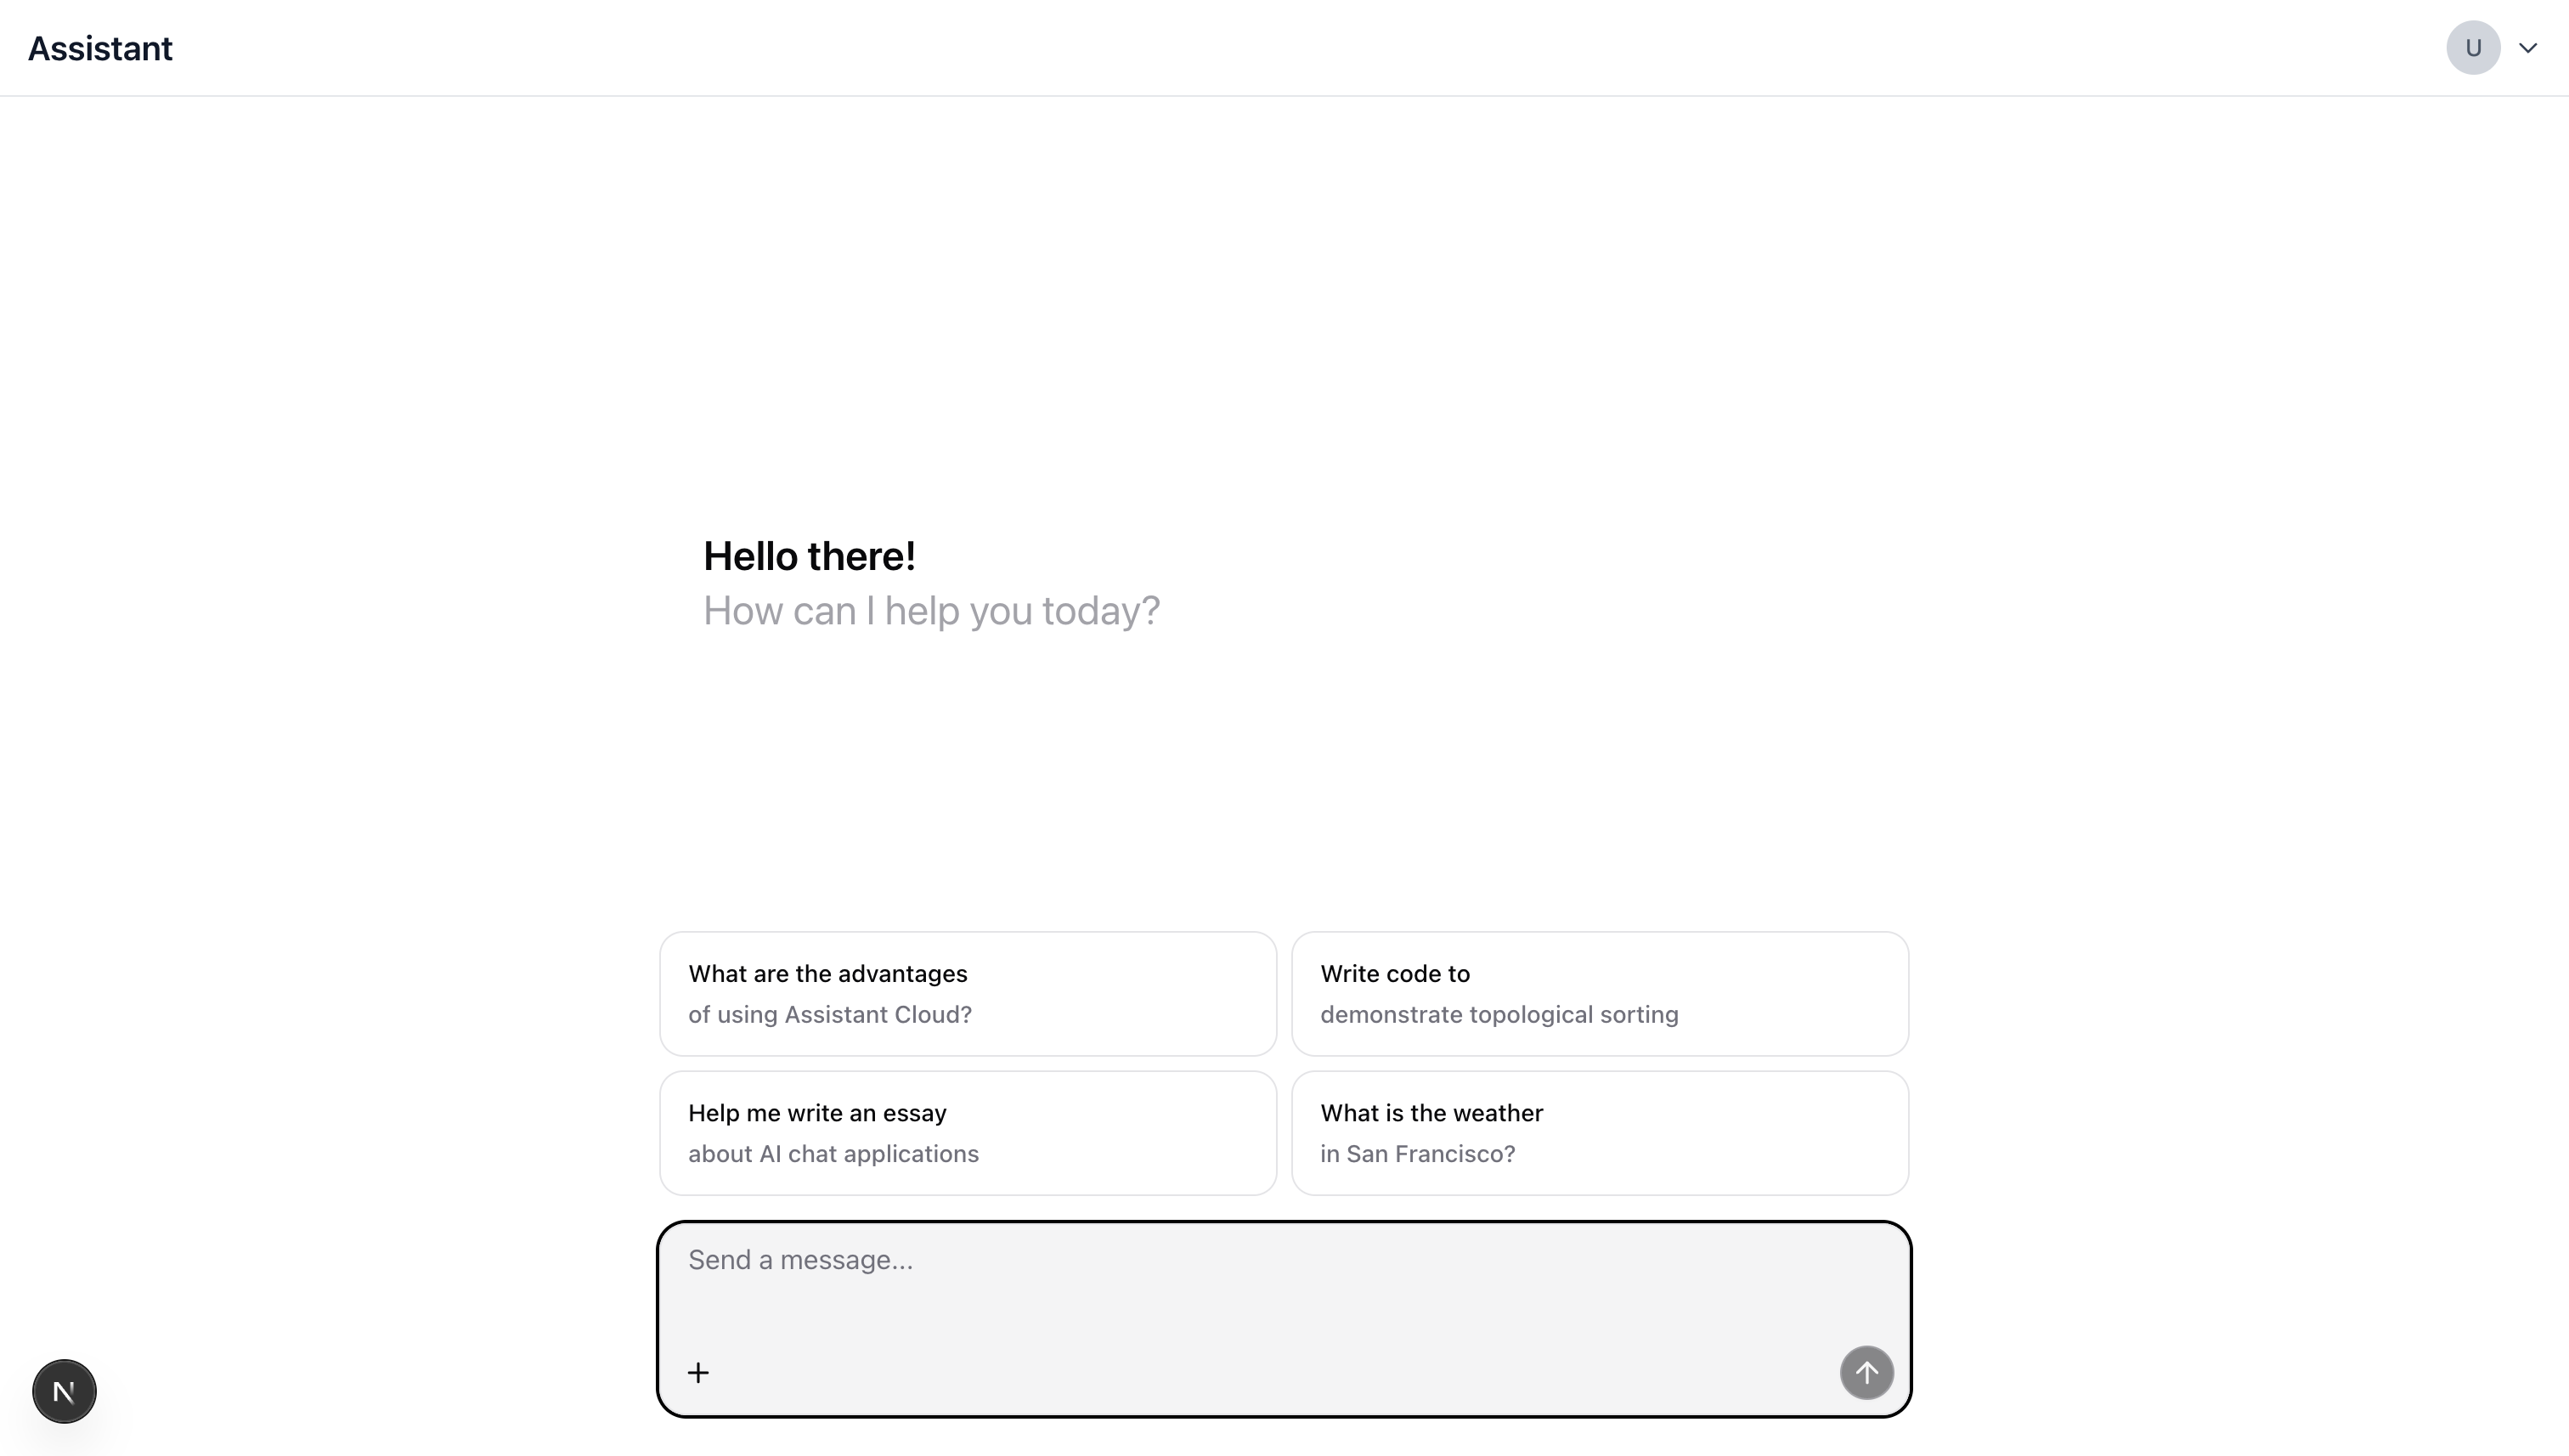 Assistant
U
Hello there!
How can I help you today?
What are the advantages
of using Assistant Cloud?
Write code to
demonstrate topological sorting
Help me write an essay
about AI chat applications
What is the weather
in San Francisco?
Send a message...
N